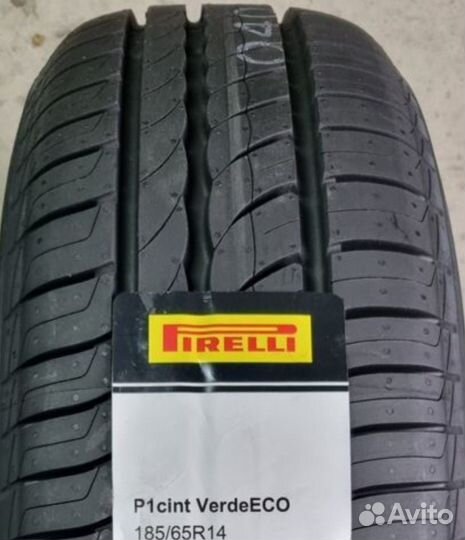 PIRELLI
P1cint VerdeECO
185/65R14
Avito